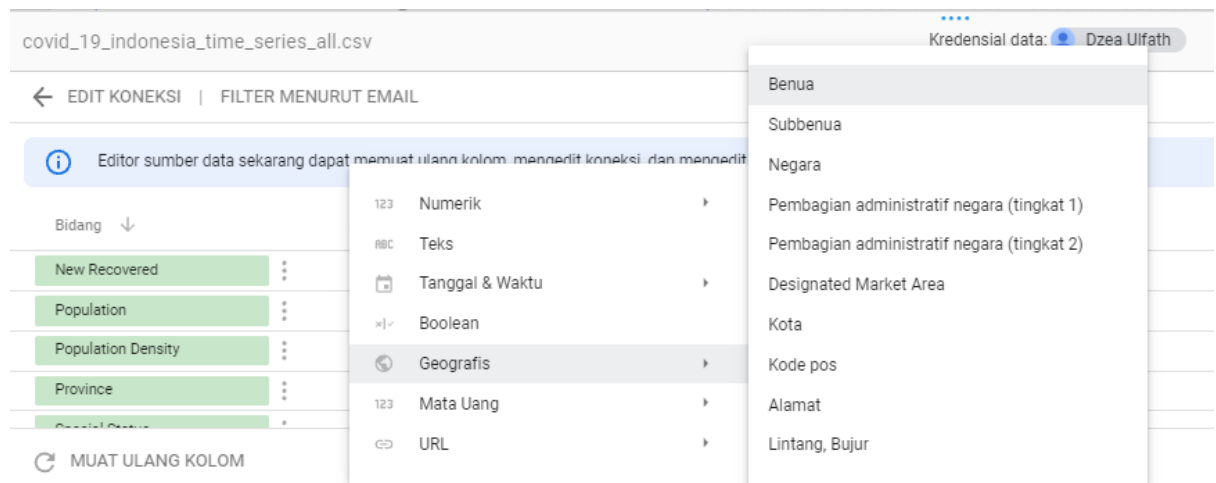 covid_19_indonesia_time_series_all.csv
Kredensial data: Dzea Ulfath
EDIT KONEKSI | FILTER MENURUT EMAIL
Editor sumber data sekarang dapat memuat ulang kolom, mengedit koneksi, dan mengedit
Bidang
New Recovered
Population
Population Density
Province
Special Status
MUAT ULANG KOLOM
123 Numerik
ABC Teks
Tanggal & Waktu
Boolean
Geografis
123 Mata Uang
URL
Benua
Subbenua
Negara
Pembagian administratif negara (tingkat 1)
Pembagian administratif negara (tingkat 2)
Designated Market Area
Kota
Kode pos
Alamat
Lintang, Bujur